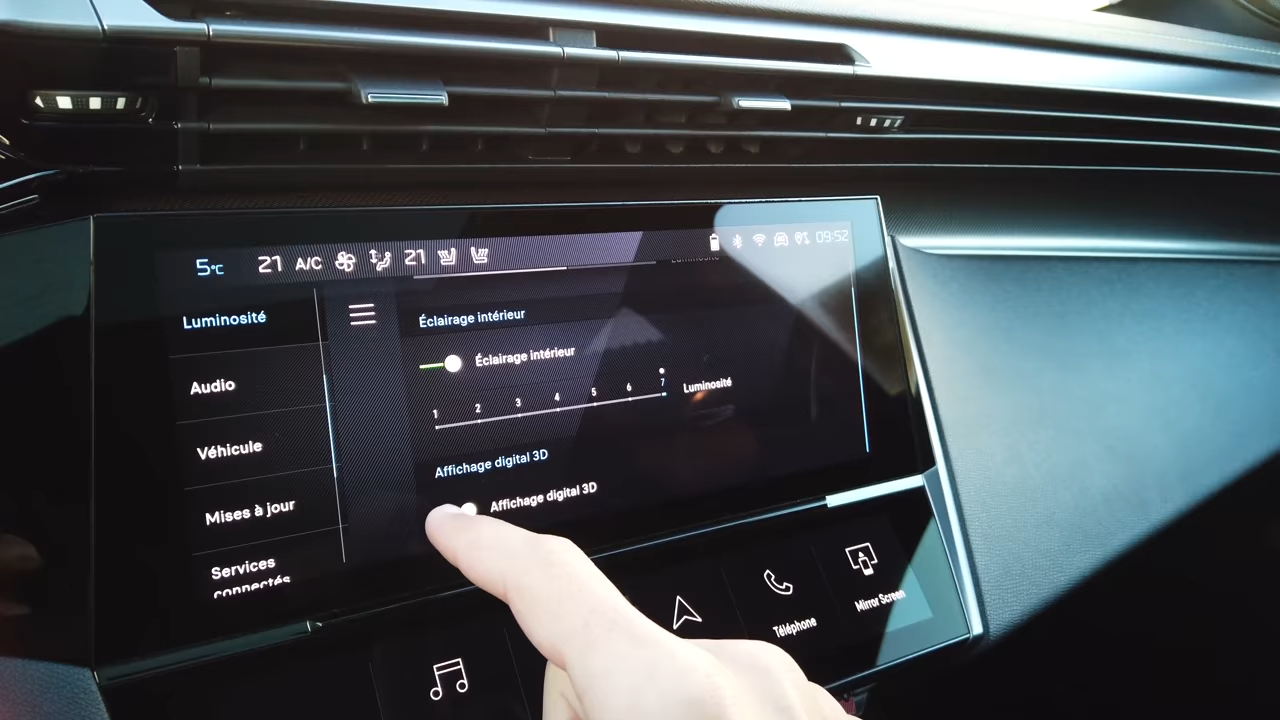 5°C 21 A/C 21 09:52
Luminosité
Luminosité
Éclairage intérieur
Éclairage intérieur
1 2 3 4 5 6 7 Luminosité
Audio
Véhicule
Affichage digital 3D
Affichage digital 3D
Mises à jour
Services
connectés
Téléphone
Mirror Screen